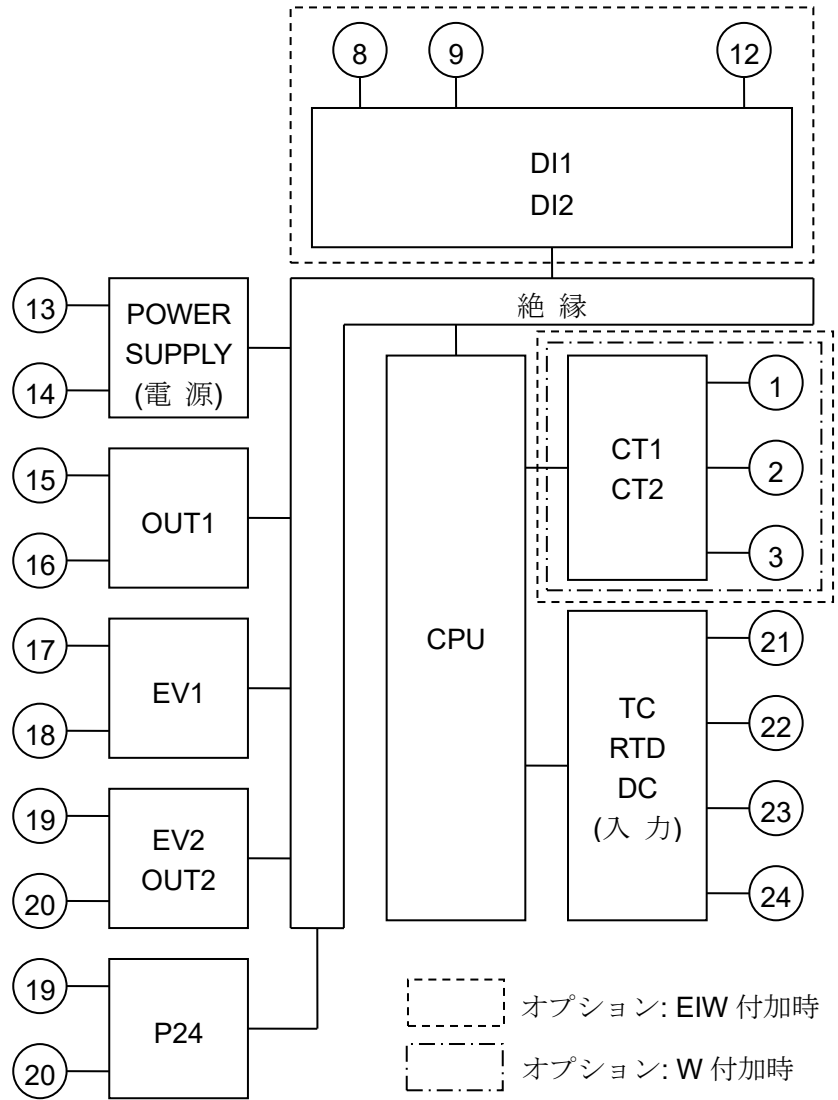 8
9
12
DI1
DI2
絶 縁
13
14
POWER
SUPPLY
(電 源)
15
16
OUT1
17
18
EV1
19
20
EV2
OUT2
19
20
P24
CPU
CT1
CT2
1
2
3
TC
RTD
DC
(入 力)
21
22
23
24
オプション: EIW 付加時
オプション: W 付加時